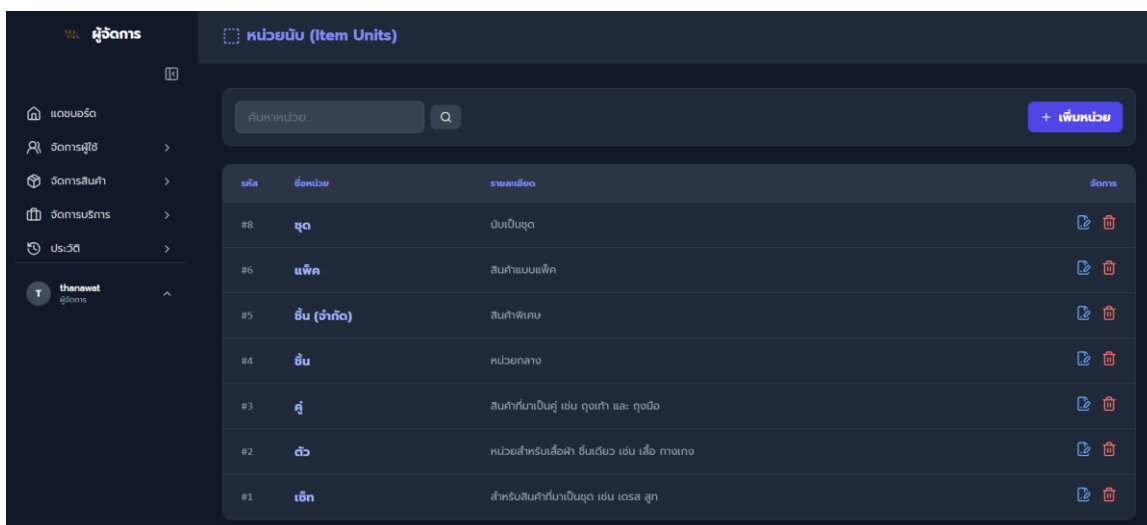 ผู้จัดการ
หน่วยนับ (Item Units)
แดชบอร์ด
จัดการผู้ใช้
จัดการสินค้า
จัดการบริการ
ประวัติ
T
thanawat
ผู้จัดการ
ค้นหาหน่วย...
+ เพิ่มหน่วย
รหัส ชื่อหน่วย รายละเอียด จัดการ
#8 ชุด นับเป็นชุด
#6 แพ็ค สินค้าแบบแพ็ค
#5 ชิ้น (จำกัด) สินค้าพิเศษ
#4 ชิ้น หน่วยกลาง
#3 คู่ สินค้าที่มาเป็นคู่ เช่น ถุงเท้า และ ถุงมือ
#2 ตัว หน่วยสำหรับเสื้อผ้า ชิ้นเดียว เช่น เสื้อ กางเกง
#1 เซ็ท สำหรับสินค้าที่มาเป็นชุด เช่น เดรส สูท